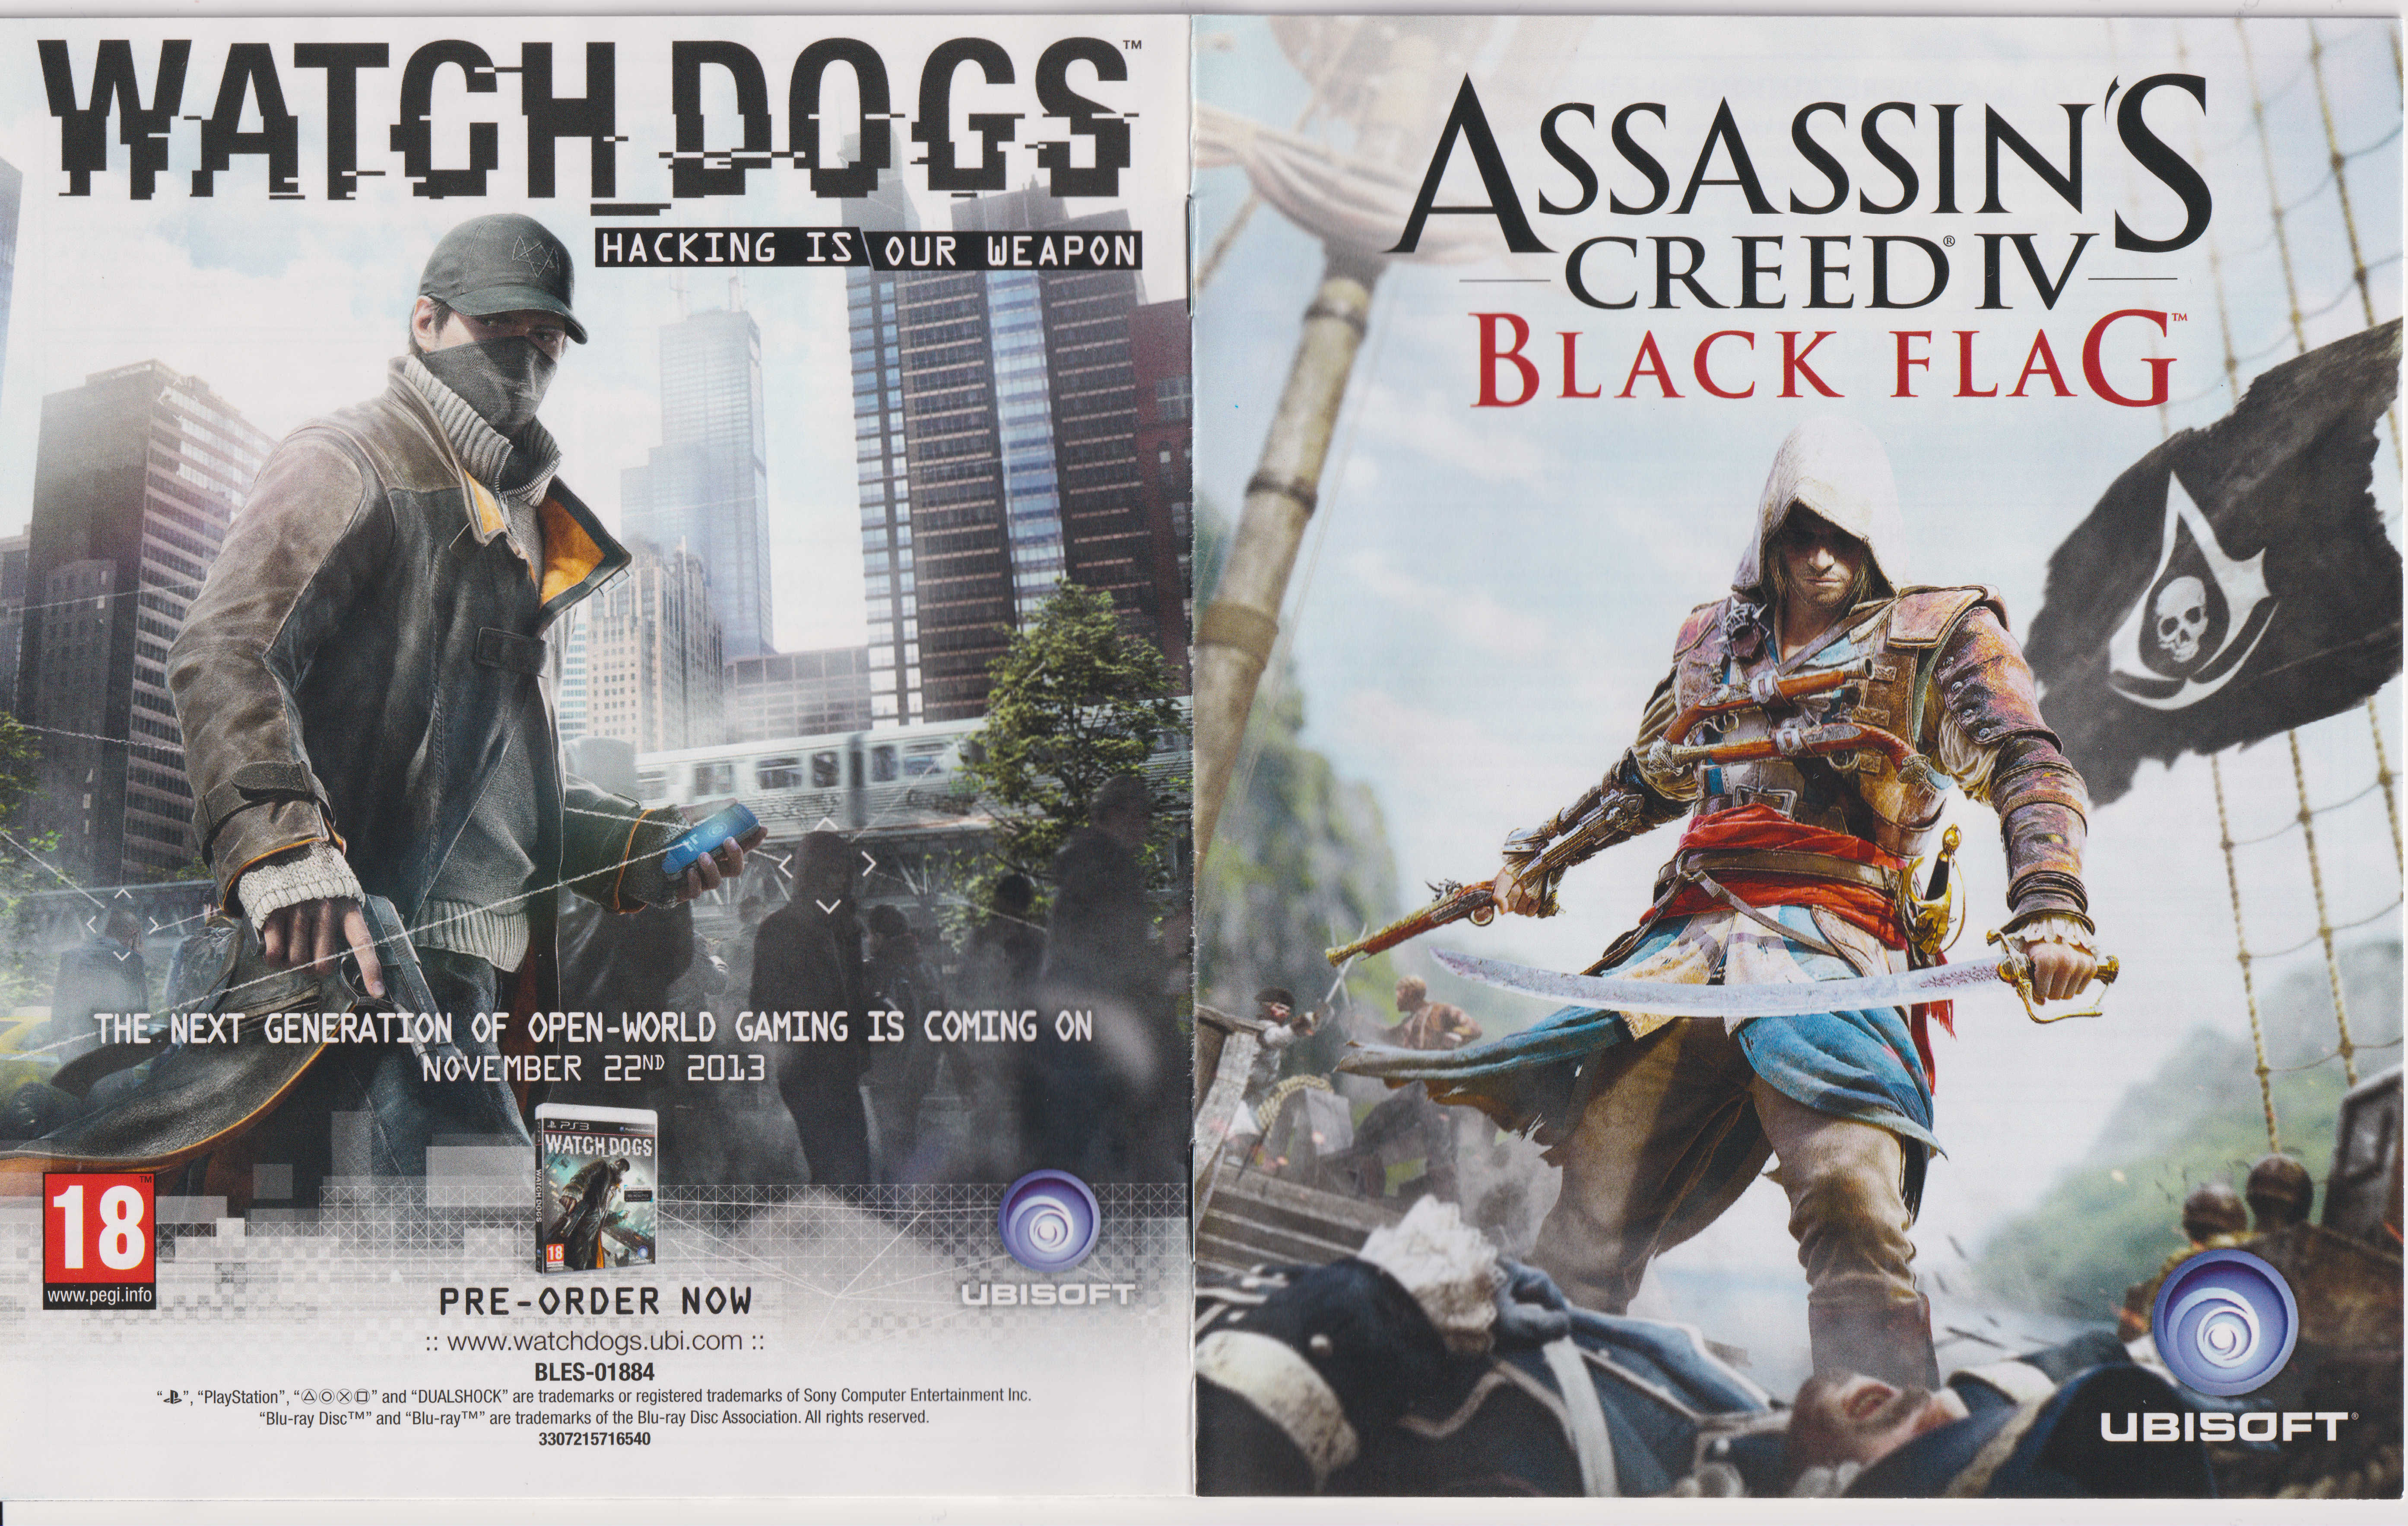 WATCH_DOGS™
HACKING IS OUR WEAPON
THE NEXT GENERATION OF OPEN-WORLD GAMING IS COMING ON
NOVEMBER 22ND 2013
PS3
WATCH_DOGS
WATCH_DOGS
18
18™
www.pegi.info
UBISOFT
PRE-ORDER NOW
:: www.watchdogs.ubi.com ::
BLES-01884
“ ”, “PlayStation”, “△○✕□” and “DUALSHOCK” are trademarks or registered trademarks of Sony Computer Entertainment Inc.
“Blu-ray Disc™” and “Blu-ray™” are trademarks of the Blu-ray Disc Association. All rights reserved.
3307215716540
ASSASSIN'S
CREED® IV
BLACK FLAG™
UBISOFT®